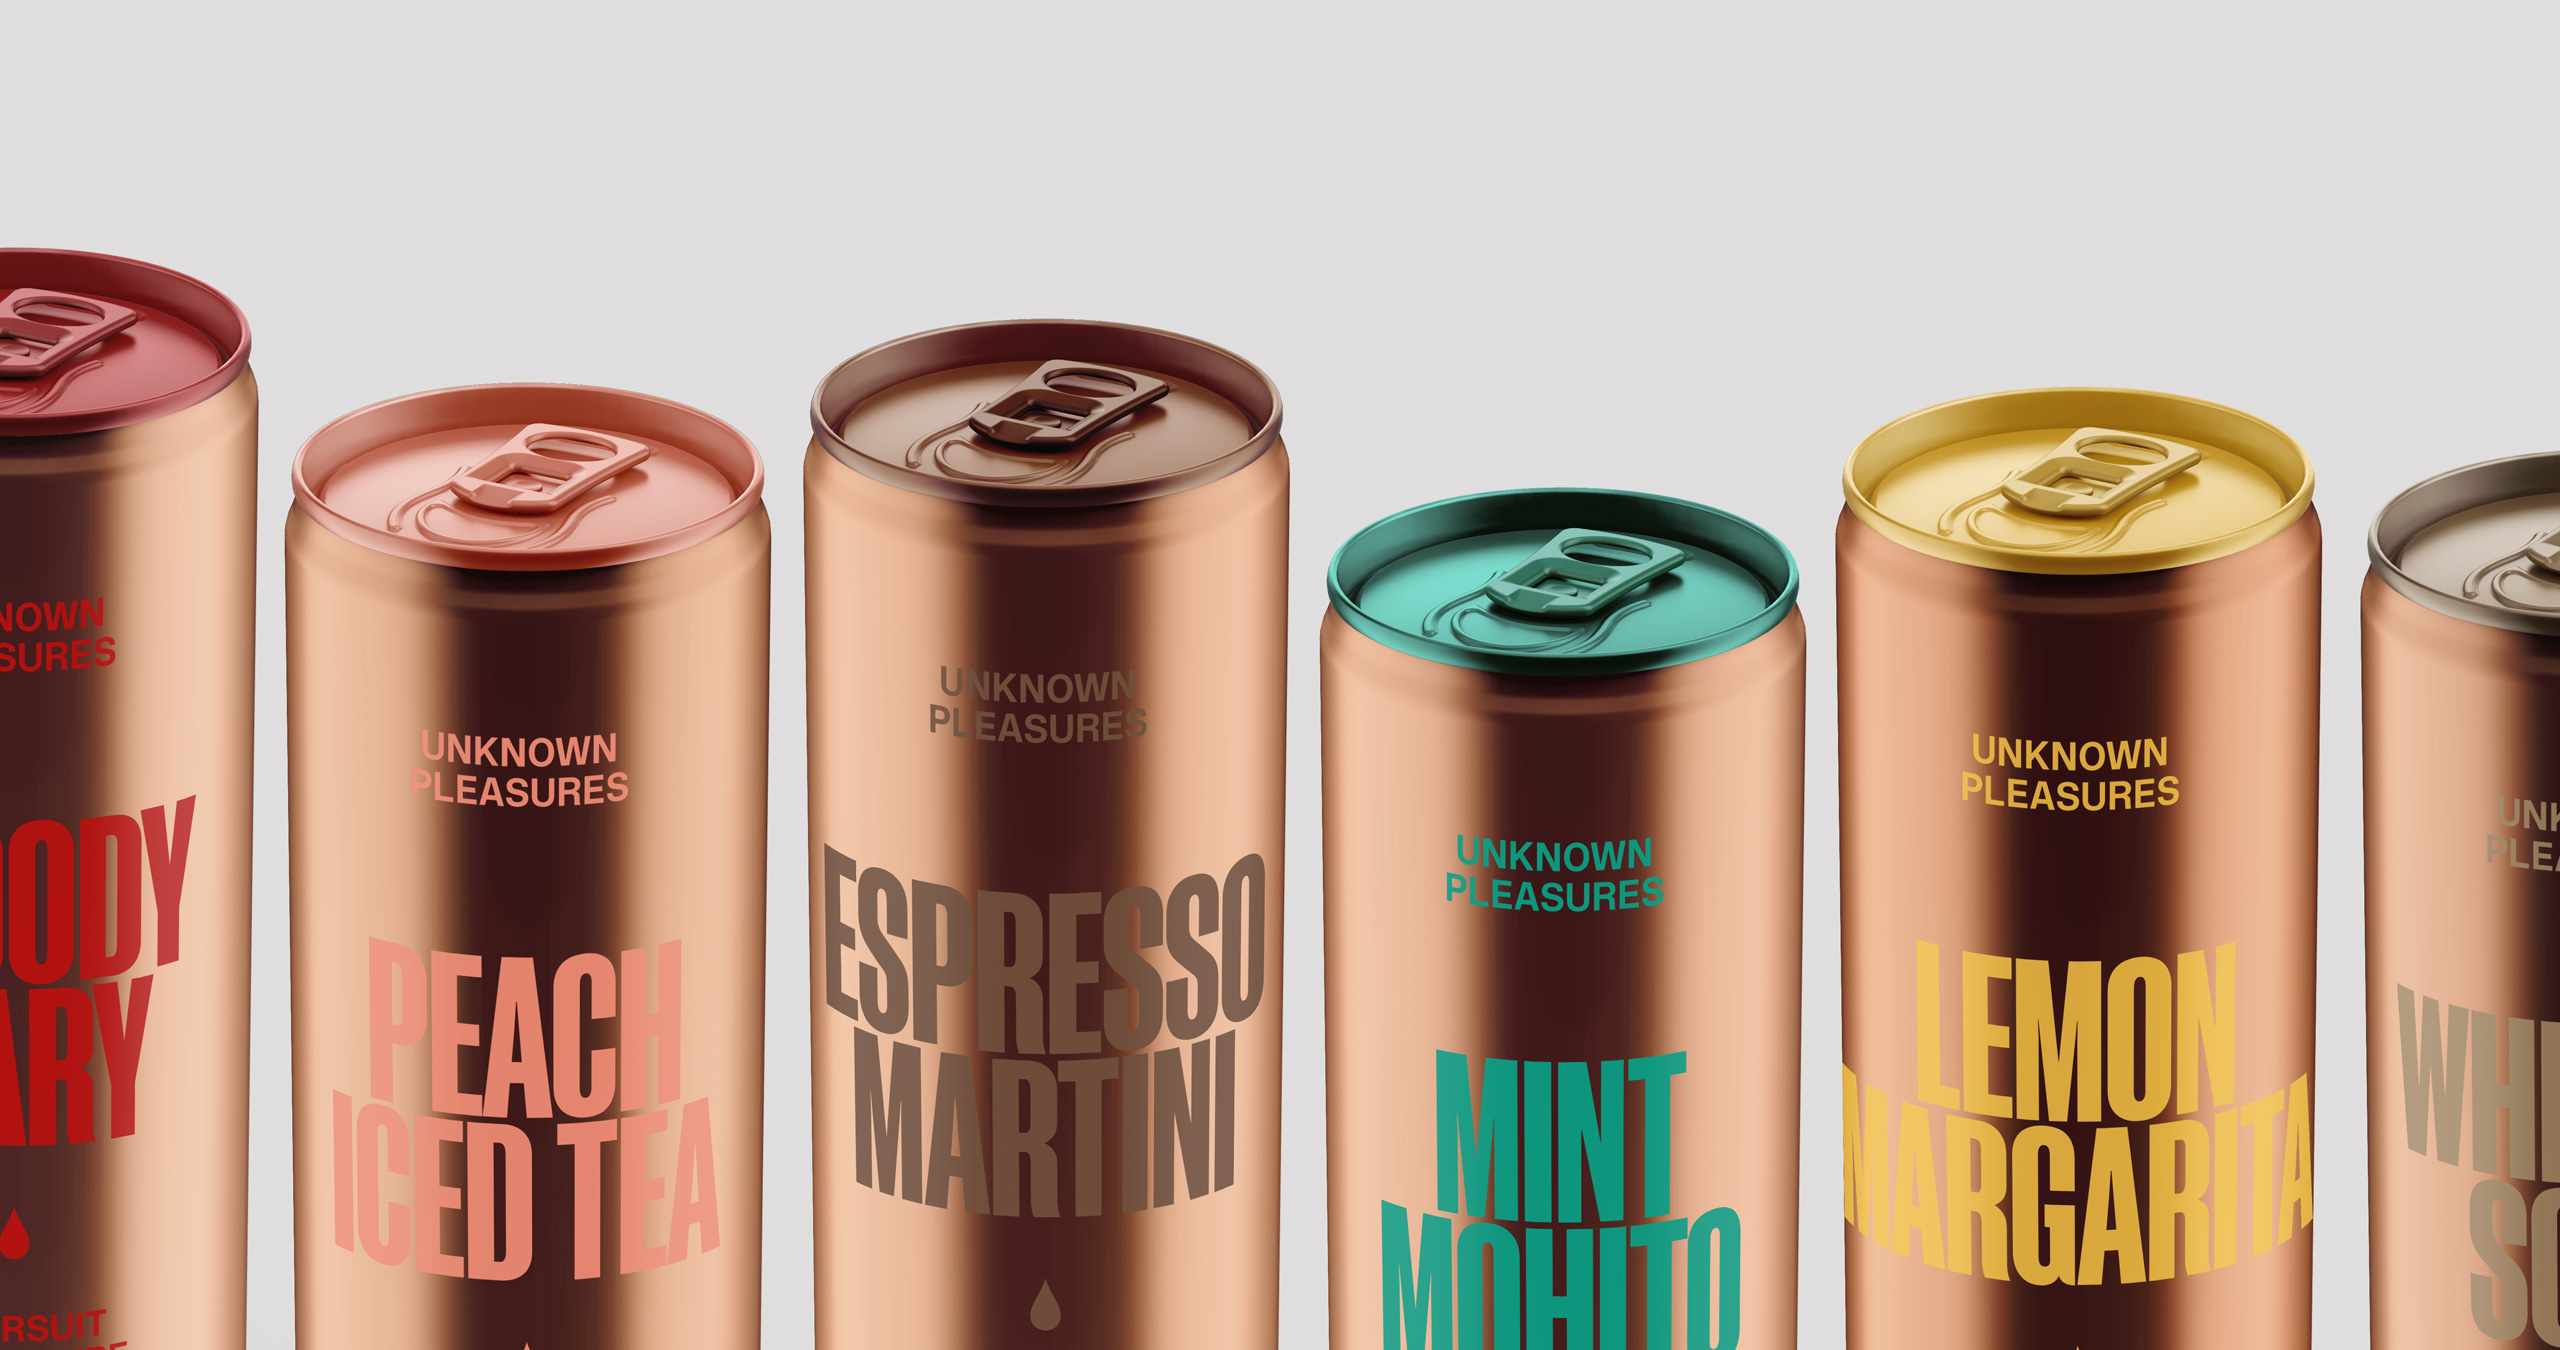 PEACH
ICED TEA
UNKNOWN
PLEASURES
ESPRESSO
MARTINI
UNKNOWN
PLEASURES
MINT
MOHITO
UNKNOWN
PLEASURES
LEMON
MARGARITA
UNKNOWN
PLEASURES